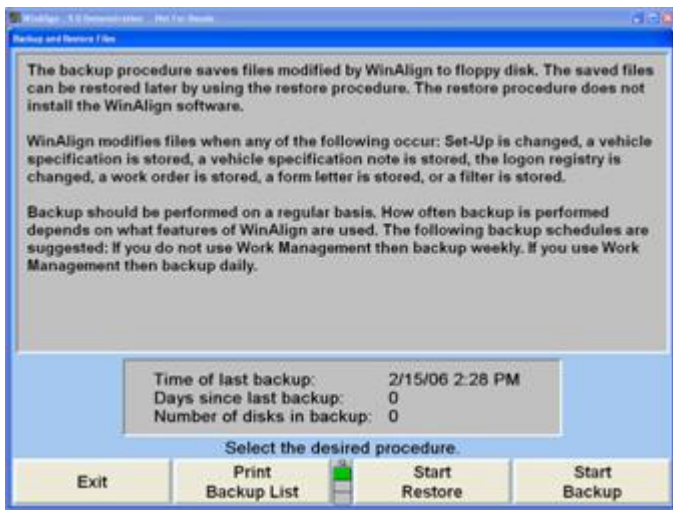 Backup and Restore Files
The backup procedure saves files modified by WinAlign to floppy disk. The saved files
can be restored later by using the restore procedure. The restore procedure does not
install the WinAlign software.
WinAlign modifies files when any of the following occur: Set-Up is changed, a vehicle
specification is stored, a vehicle specification note is stored, the logon registry is
changed, a work order is stored, a form letter is stored, or a filter is stored.
Backup should be performed on a regular basis. How often backup is performed
depends on what features of WinAlign are used. The following backup schedules are
suggested: If you do not use Work Management then backup weekly. If you use Work
Management then backup daily.
Time of last backup: 2/15/06 2:28 PM
Days since last backup: 0
Number of disks in backup: 0
Select the desired procedure.
Exit
Print
Backup List
Start
Restore
Start
Backup